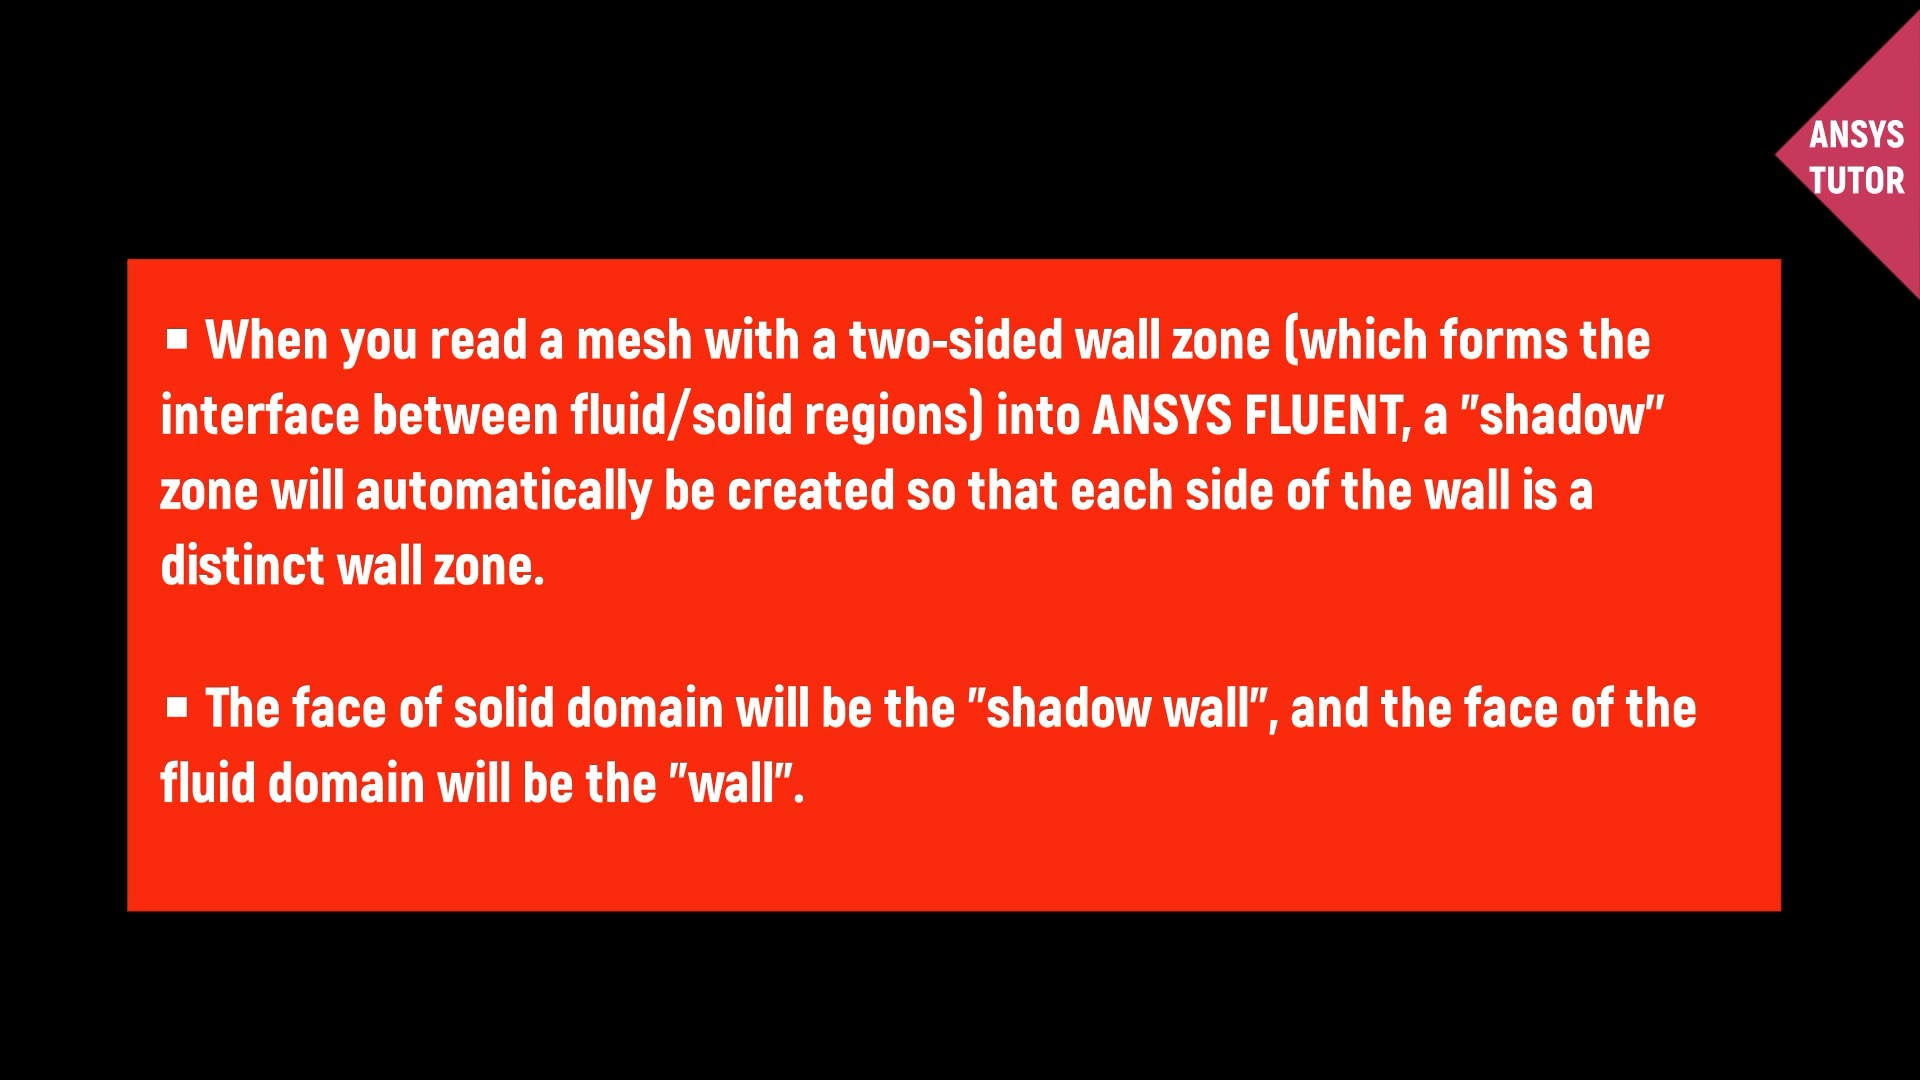 ANSYS
TUTOR
▪ When you read a mesh with a two-sided wall zone (which forms the
interface between fluid/solid regions) into ANSYS FLUENT, a "shadow"
zone will automatically be created so that each side of the wall is a
distinct wall zone.
▪ The face of solid domain will be the "shadow wall", and the face of the
fluid domain will be the "wall".